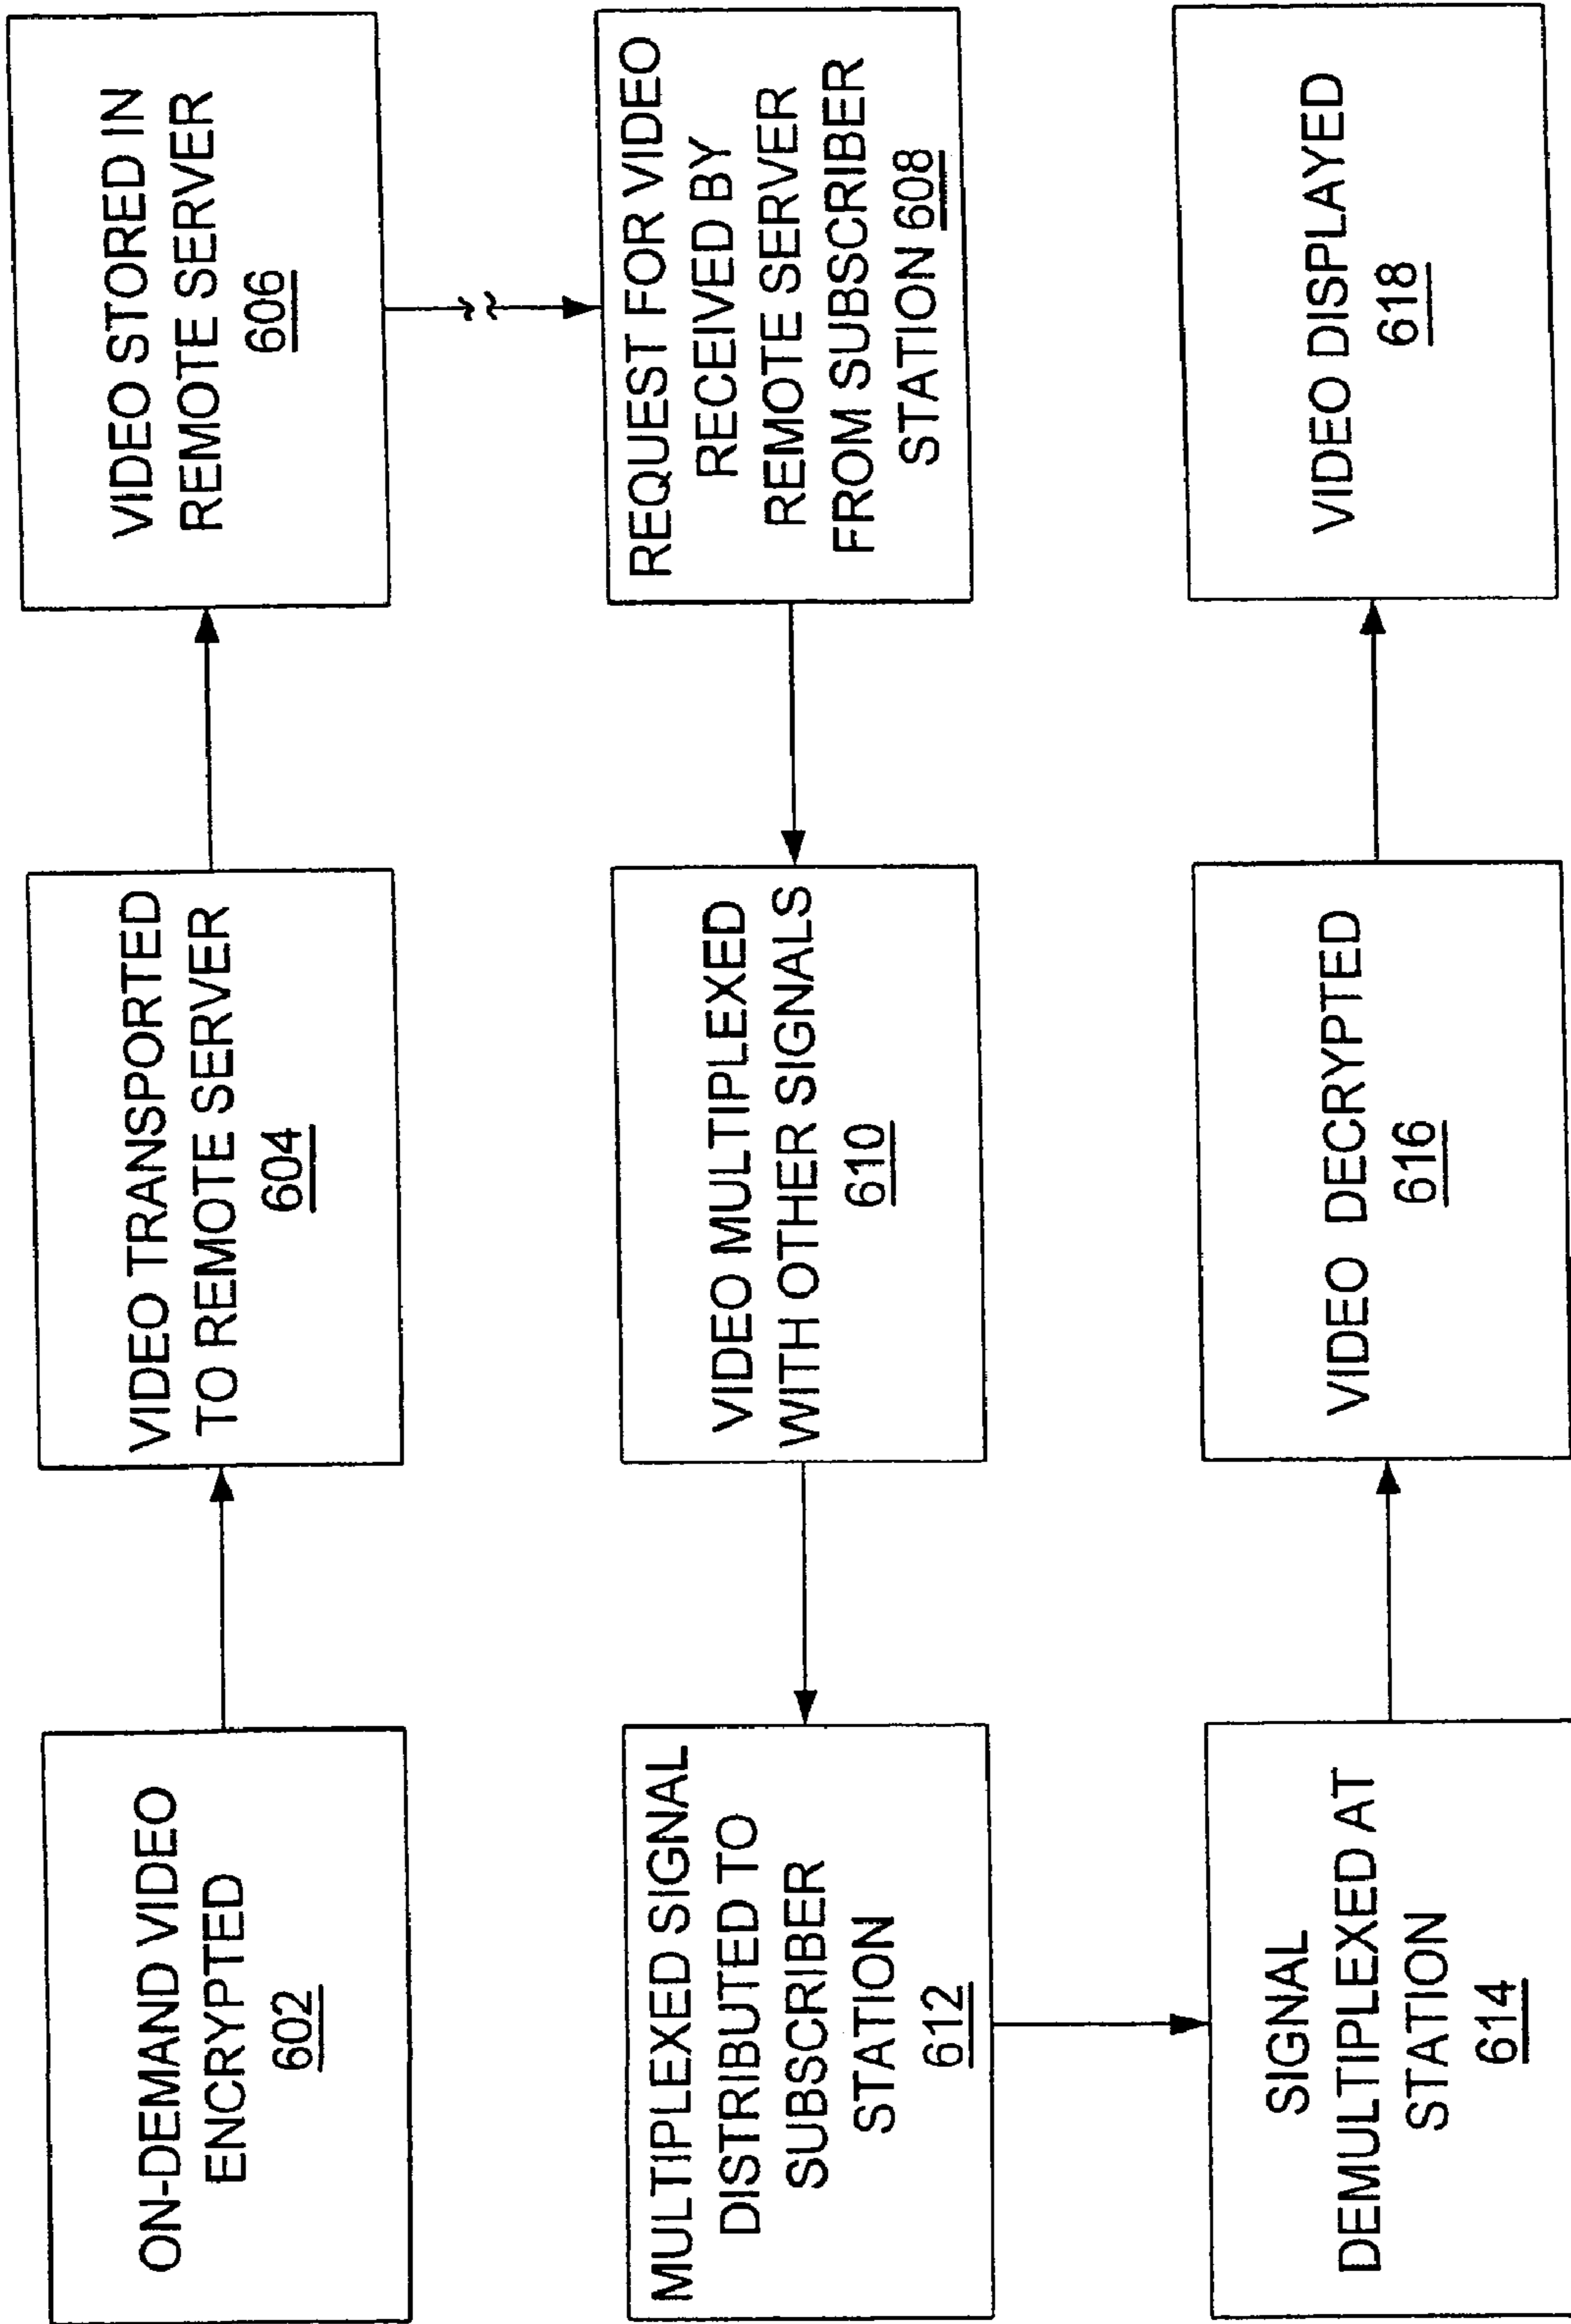 ON-DEMAND VIDEO
ENCRYPTED
602
VIDEO TRANSPORTED
TO REMOTE SERVER
604
VIDEO STORED IN
REMOTE SERVER
606
REQUEST FOR VIDEO
RECEIVED BY
REMOTE SERVER
FROM SUBSCRIBER
STATION 608
VIDEO MULTIPLEXED
WITH OTHER SIGNALS
610
MULTIPLEXED SIGNAL
DISTRIBUTED TO
SUBSCRIBER
STATION
612
SIGNAL
DEMULTIPLEXED AT
STATION
614
VIDEO DECRYPTED
616
VIDEO DISPLAYED
618